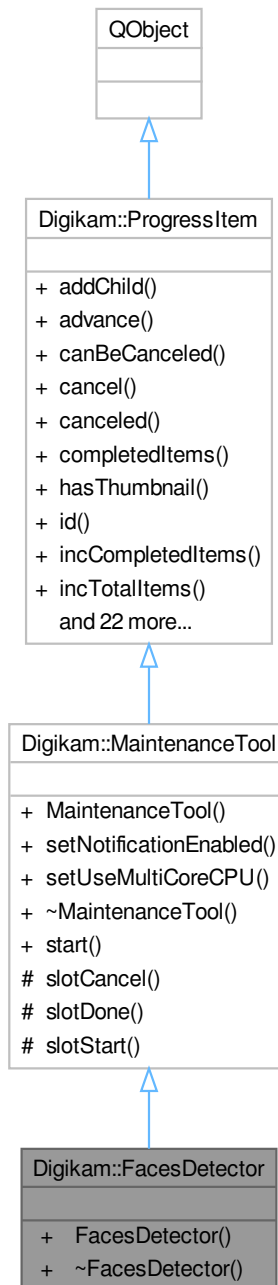 QObject
Digikam::ProgressItem
+ addChild()
+ advance()
+ canBeCanceled()
+ cancel()
+ canceled()
+ completedItems()
+ hasThumbnail()
+ id()
+ incCompletedItems()
+ incTotalItems()
and 22 more...
Digikam::MaintenanceTool
+ MaintenanceTool()
+ setNotificationEnabled()
+ setUseMultiCoreCPU()
+ ~MaintenanceTool()
+ start()
# slotCancel()
# slotDone()
# slotStart()
Digikam::FacesDetector
+ FacesDetector()
+ ~FacesDetector()